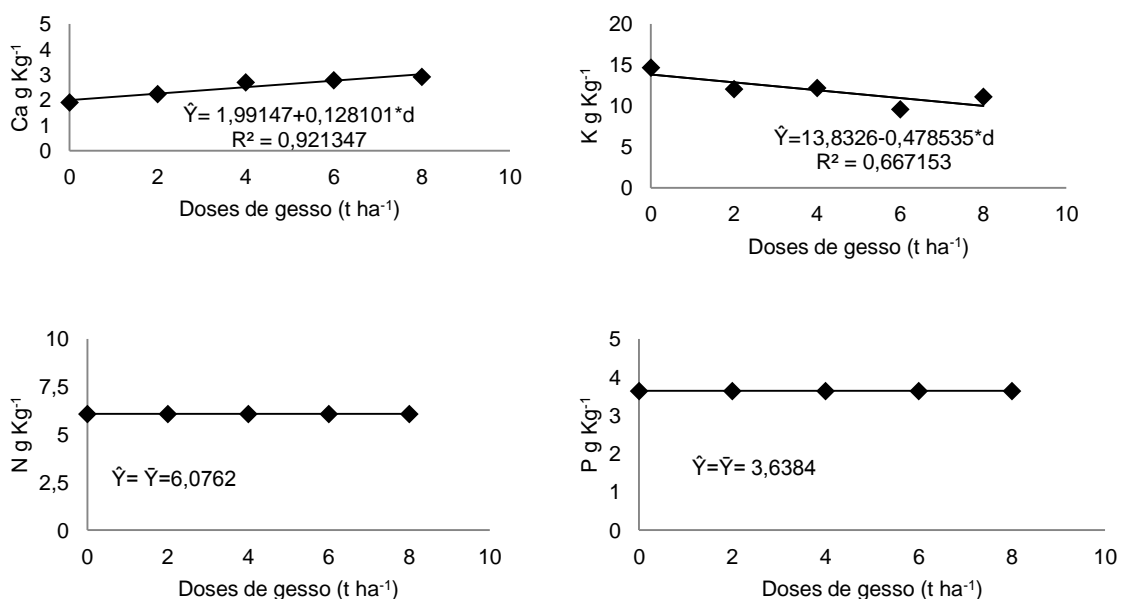 5
4
3
2
1
0
Ca g Kg⁻¹
Ŷ= 1,99147+0,128101*d
R² = 0,921347
0 2 4 6 8 10
Doses de gesso (t ha⁻¹)
20
15
10
5
0
K g Kg⁻¹
Ŷ=13,8326-0,478535*d
R² = 0,667153
0 2 4 6 8 10
Doses de gesso (t ha⁻¹)
10
7,5
5
2,5
0
N g Kg⁻¹
Ŷ= Ȳ=6,0762
0 2 4 6 8 10
Doses de gesso (t ha⁻¹)
5
4
3
2
1
0
P g Kg⁻¹
Ŷ=Ȳ= 3,6384
0 2 4 6 8 10
Doses de gesso (t ha⁻¹)